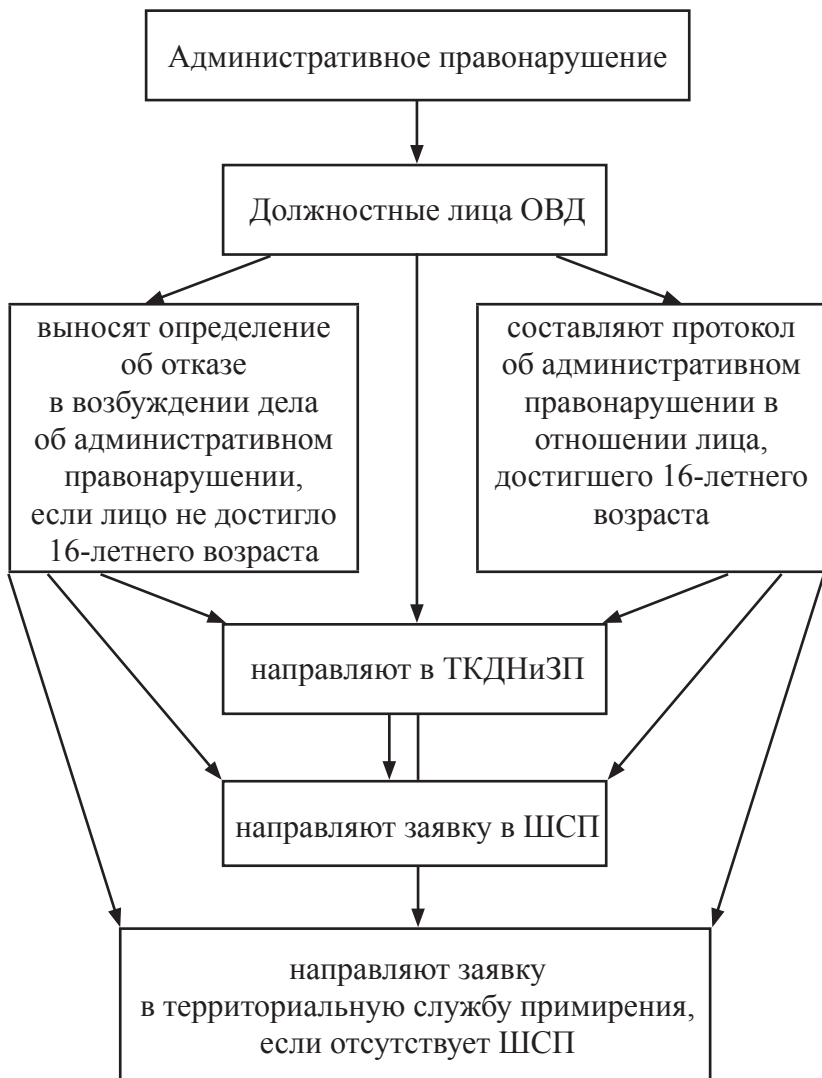 Административное правонарушение
Должностные лица ОВД
выносят определение
об отказе
в возбуждении дела
об административном
правонарушении,
если лицо не достигло
16-летнего возраста
составляют протокол
об административном
правонарушении в
отношении лица,
достигшего 16-летнего
возраста
направляют в ТКДНиЗП
направляют заявку в ШСП
направляют заявку
в территориальную службу примирения,
если отсутствует ШСП